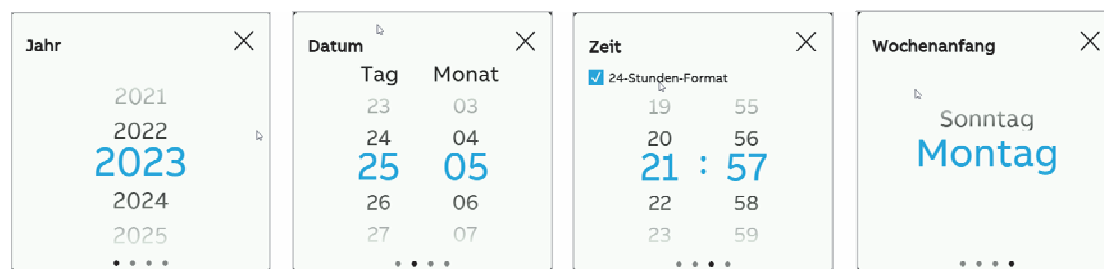 Jahr
2021
2022
2023
2024
2025
Datum
Tag Monat
23 03
24 04
25 05
26 06
27 07
Zeit
24-Stunden-Format
19 55
20 56
21 : 57
22 58
23 59
Wochenanfang
Sonntag
Montag